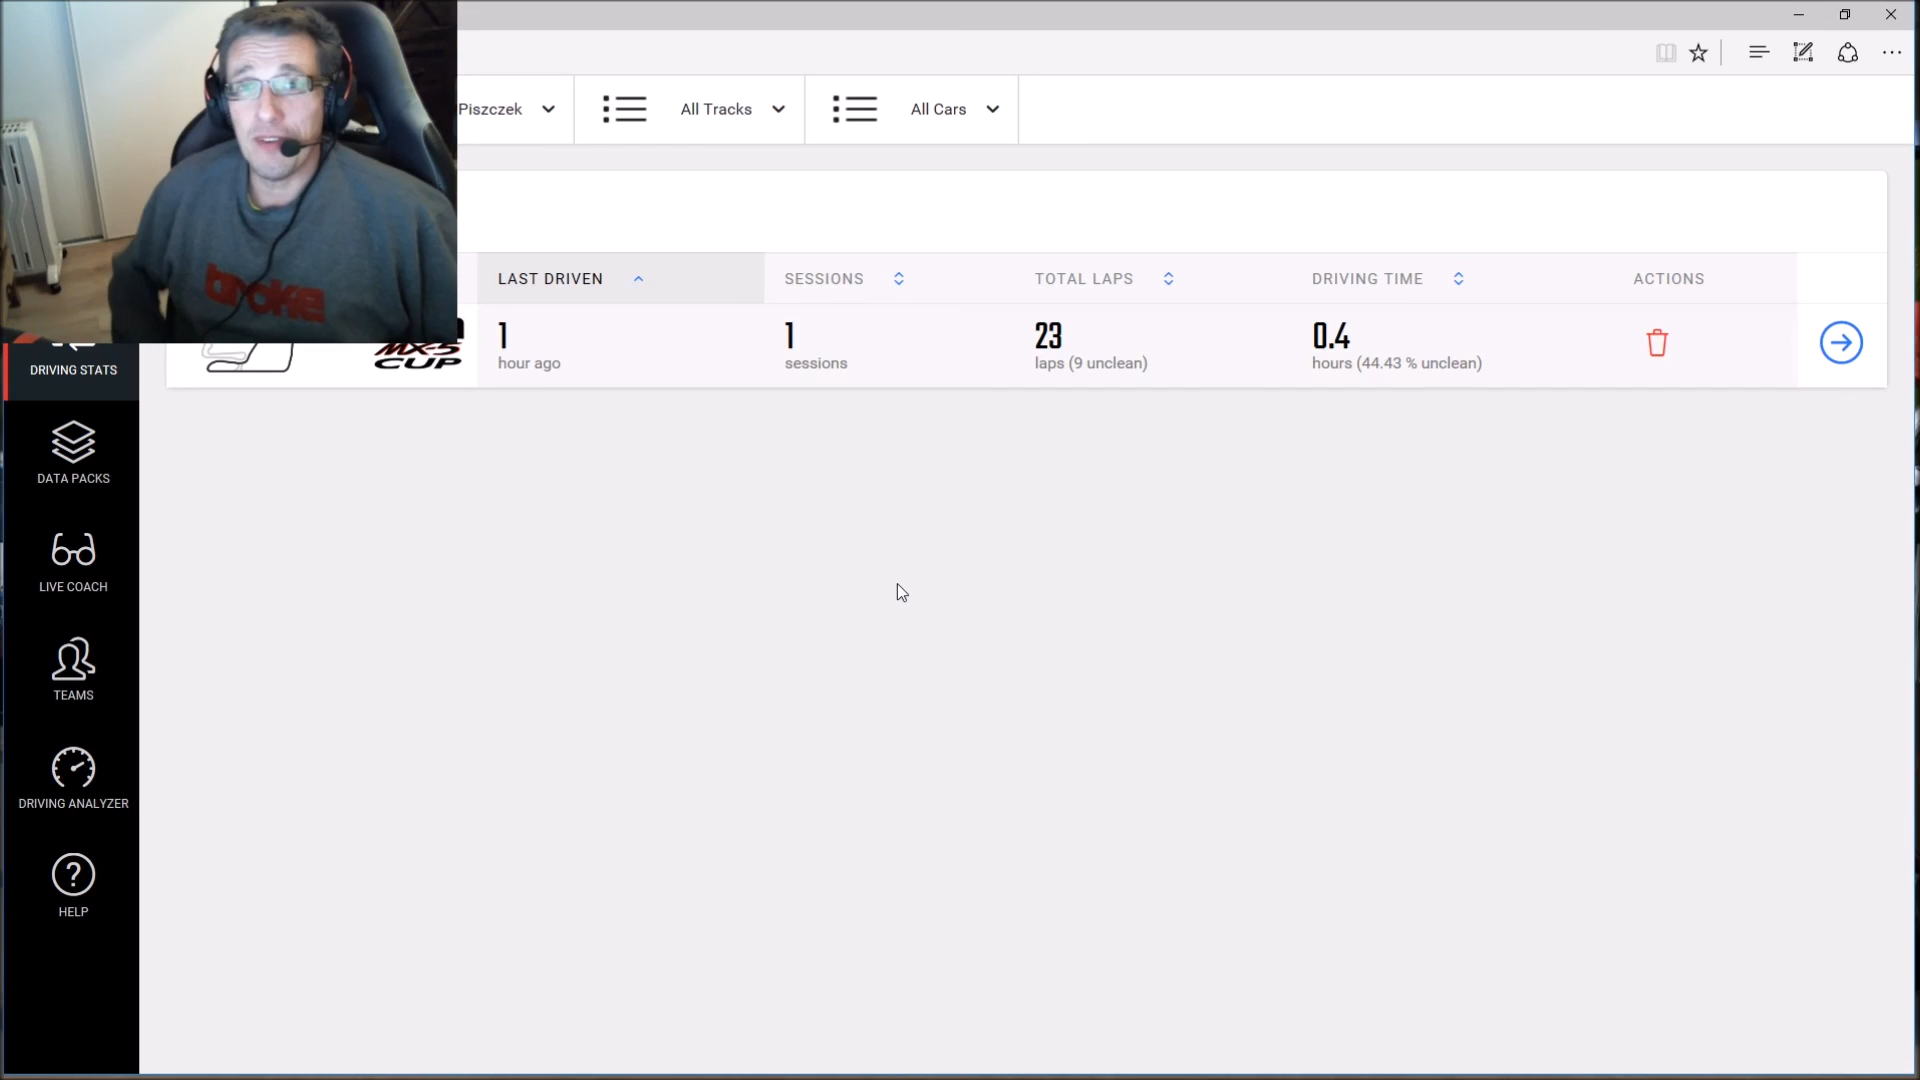 Piszczek
All Tracks
All Cars
LAST DRIVEN
SESSIONS
TOTAL LAPS
DRIVING TIME
ACTIONS
1
hour ago
1
sessions
23
laps (9 unclean)
0.4
hours (44.43 % unclean)
MX-5
CUP
broke
DRIVING STATS
DATA PACKS
LIVE COACH
TEAMS
DRIVING ANALYZER
?
HELP